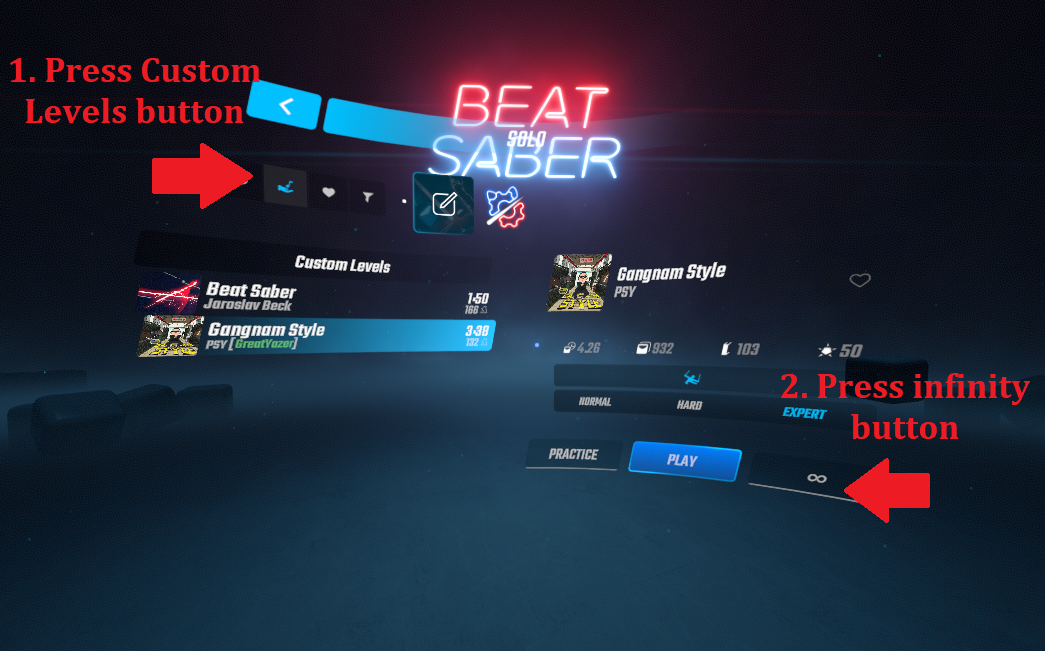 1. Press Custom
Levels button
BEAT
SOLO
SABER
Custom Levels
Beat Saber
Jaroslav Beck
1:50
166
Gangnam Style
PSY [GreatYazer]
3:38
132
Gangnam Style
PSY
4.26
932
103
50
NORMAL
HARD
EXPERT
2. Press infinity
button
PRACTICE
PLAY
∞